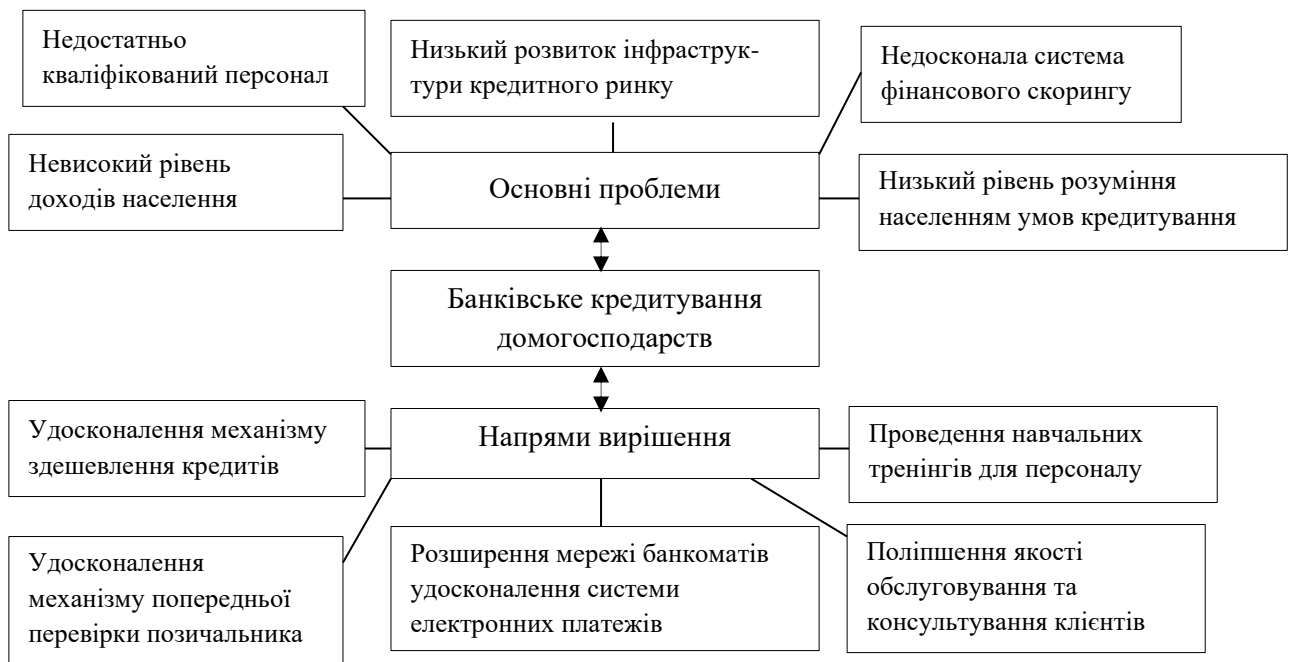 Недостатньо
кваліфікований персонал
Низький розвиток інфраструк-
тури кредитного ринку
Недосконала система
фінансового скорингу
Невисокий рівень
доходів населення
Основні проблеми
Низький рівень розуміння
населенням умов кредитування
Банківське кредитування
домогосподарств
Удосконалення механізму
здешевлення кредитів
Напрями вирішення
Проведення навчальних
тренінгів для персоналу
Удосконалення
механізму попередньої
перевірки позичальника
Розширення мережі банкоматів
удосконалення системи
електронних платежів
Поліпшення якості
обслуговування та
консультування клієнтів